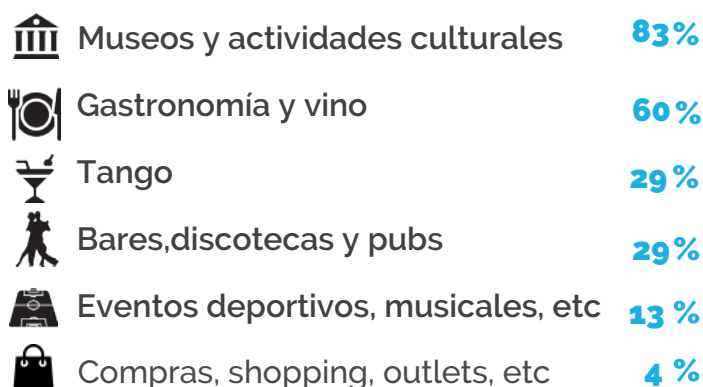 Museos y actividades culturales 83%
Gastronomía y vino 60%
Tango 29%
Bares,discotecas y pubs 29%
Eventos deportivos, musicales, etc 13 %
Compras, shopping, outlets, etc 4 %